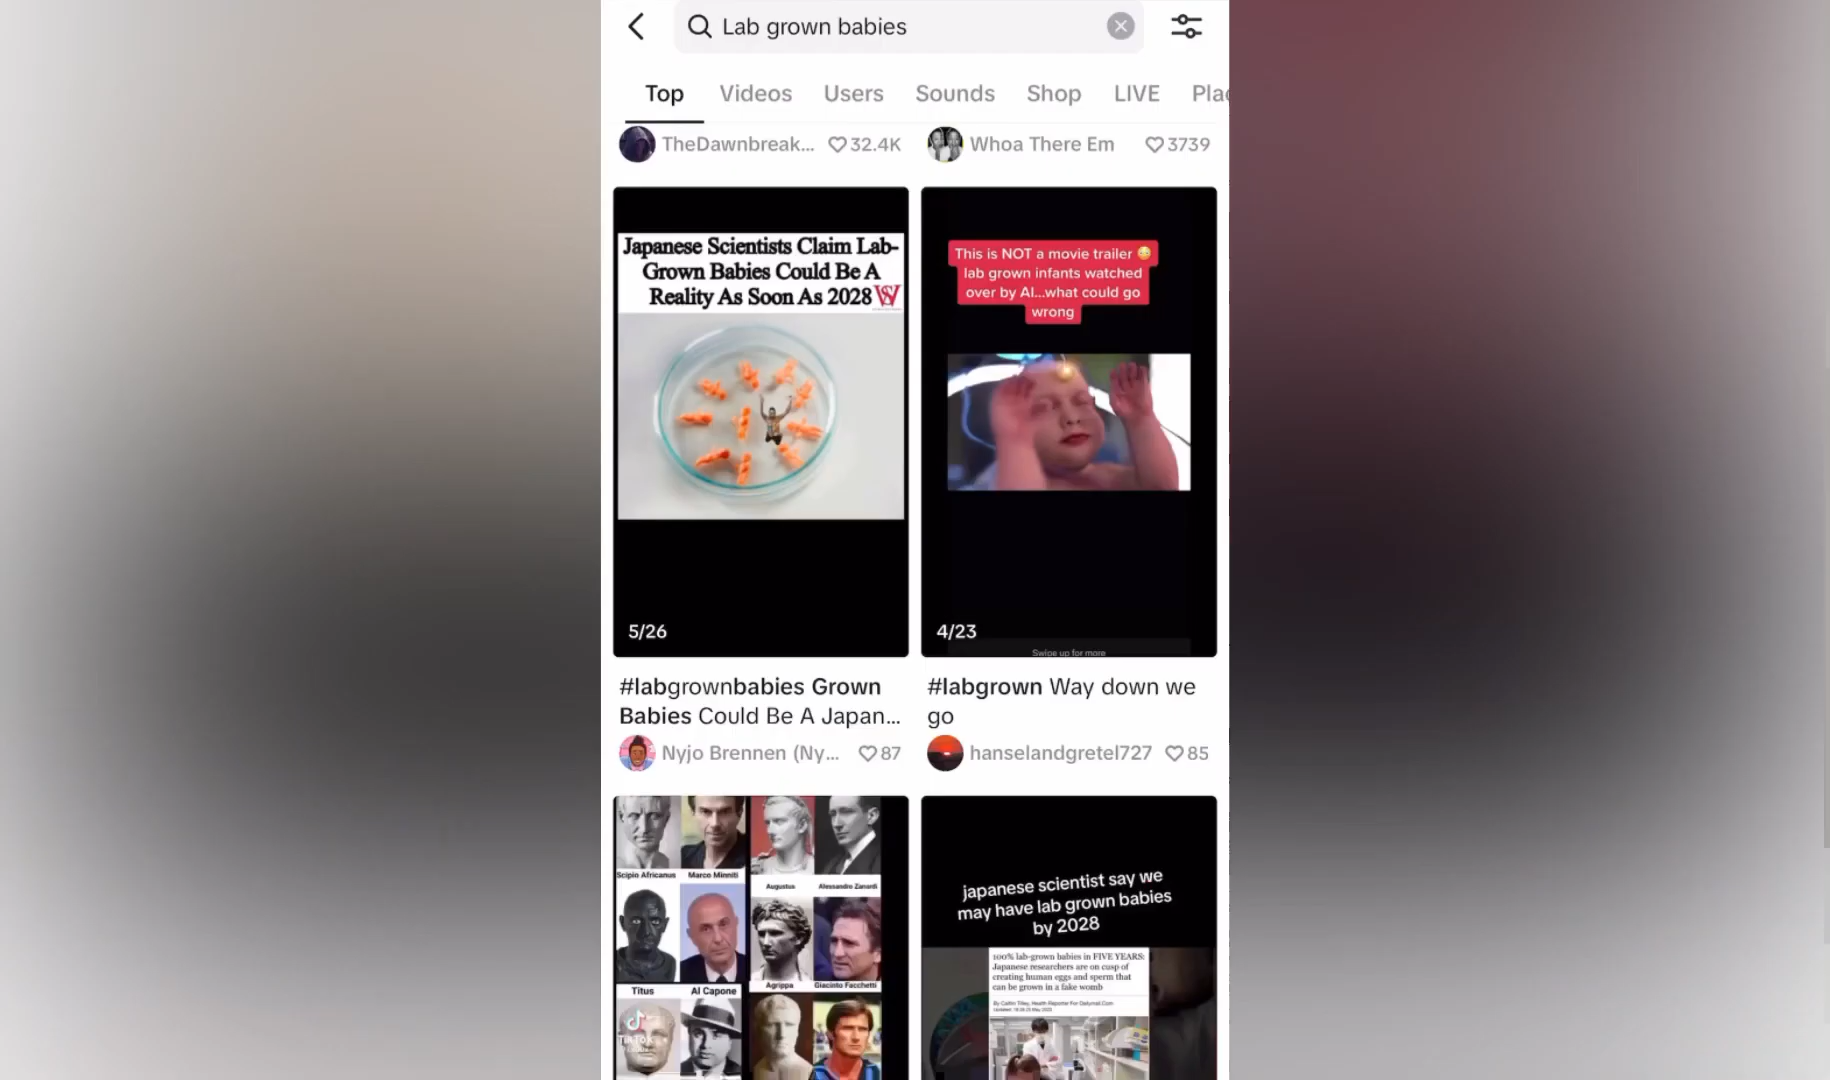 Lab grown babies
Top Videos Users Sounds Shop LIVE Plac
TheDawnbreak... 32.4K
Whoa There Em 3739
Japanese Scientists Claim Lab-
Grown Babies Could Be A
Reality As Soon As 2028
5/26
This is NOT a movie trailer
lab grown infants watched
over by AI...what could go
wrong
4/23
Swipe up for more
#labgrownbabies Grown
Babies Could Be A Japan...
Nyjo Brennen (Ny... 87
#labgrown Way down we
go
hanselandgretel727 85
Scipio Africanus Marco Minniti
Augustus Alessandro Zanardi
Titus Al Capone
Agrippa Giacinto Facchetti
TikTok
japanese scientist say we
may have lab grown babies
by 2028
100% lab-grown babies in FIVE YEARS:
Japanese researchers are on cusp of
creating human eggs and sperm that
can be grown in a fake womb
By Caitlin Tilley, Health Reporter For Dailymail.Com